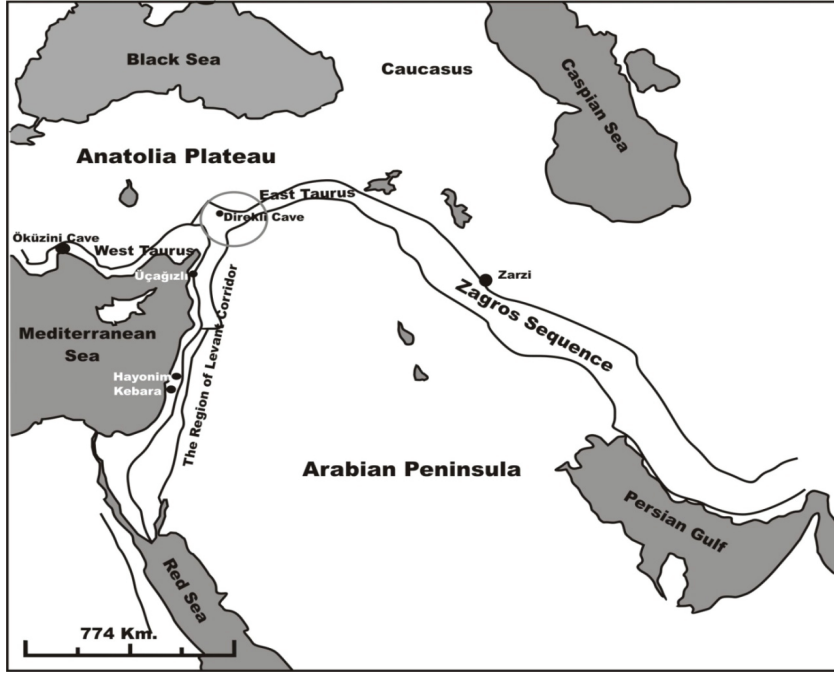 Black Sea
Caucasus
Caspian Sea
Anatolia Plateau
East Taurus
Direkli Cave
Öküzini Cave
West Taurus
Üçağızlı
Zarzi
Zagros Sequence
Mediterranean
Sea
The Region of Levant Corridor
Hayonim
Kebara
Arabian Peninsula
Persian Gulf
Red Sea
774 Km.